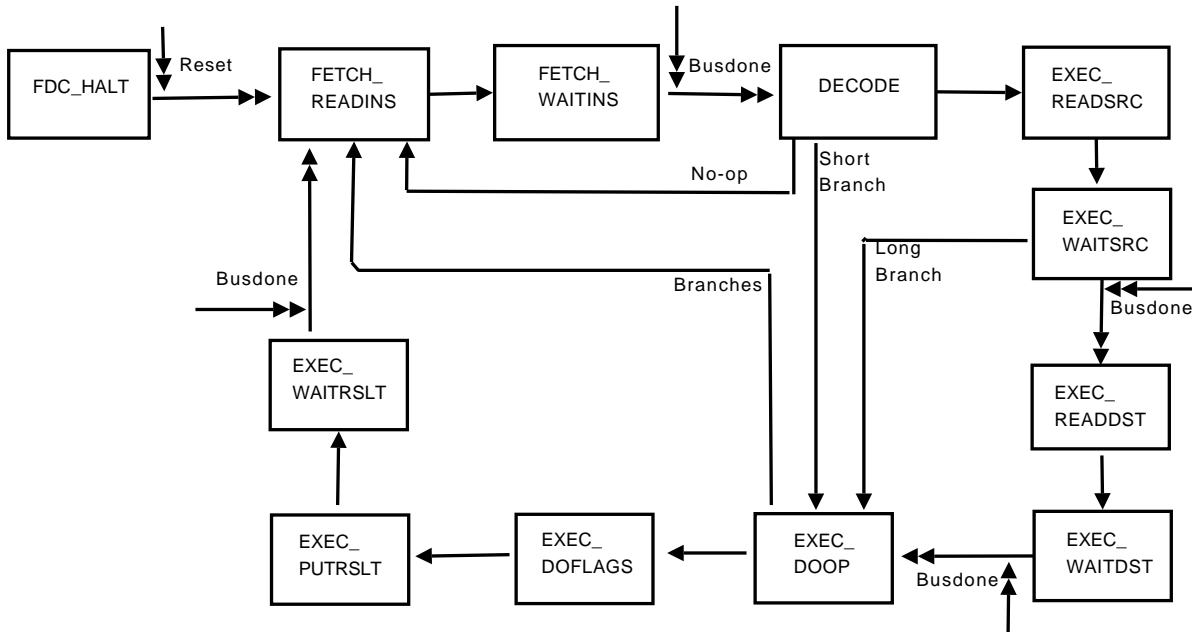 FDC_HALT
Reset
FETCH_
READINS
FETCH_
WAITINS
Busdone
DECODE
EXEC_
READSRC
No-op
Short
Branch
EXEC_
WAITSRC
Long
Branch
Busdone
Branches
Busdone
EXEC_
WAITRSLT
EXEC_
READDST
EXEC_
PUTRSLT
EXEC_
DOFLAGS
EXEC_
DOOP
Busdone
EXEC_
WAITDST